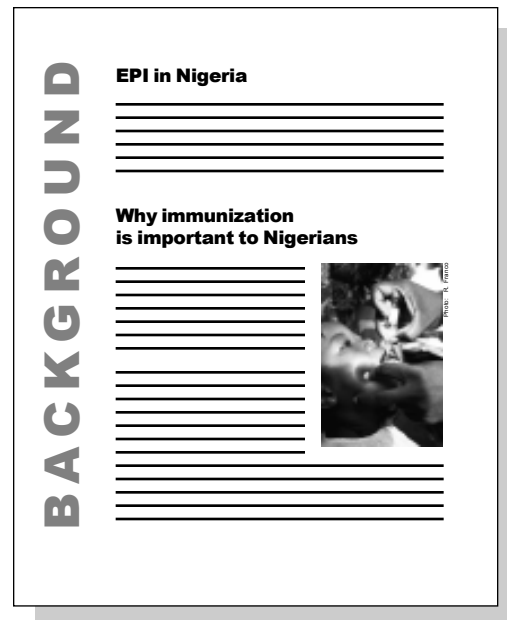 BACKGROUND
EPI in Nigeria
Why immunization
is important to Nigerians
Photo: R. Franco